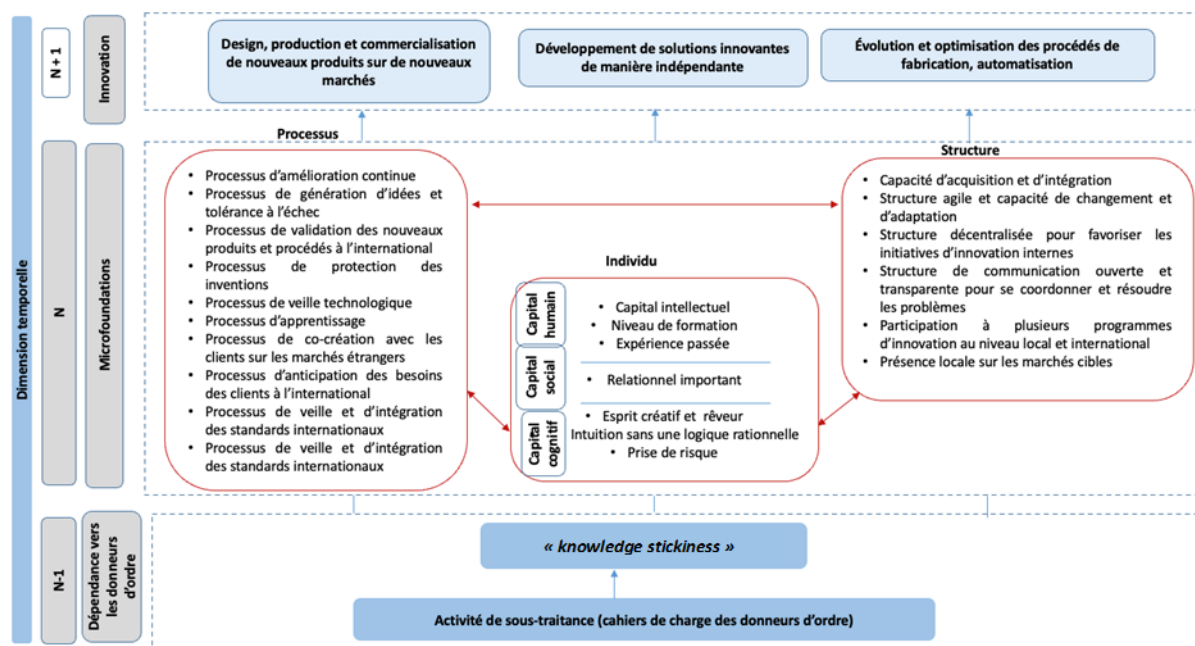 Dimension temporelle
N + 1
Innovation
Design, production et commercialisation
de nouveaux produits sur de nouveaux
marchés
Développement de solutions innovantes
de manière indépendante
Évolution et optimisation des procédés de
fabrication, automatisation
N
Microfoundations
Processus
• Processus d'amélioration continue
• Processus de génération d'idées et
tolérance à l'échec
• Processus de validation des nouveaux
produits et procédés à l'international
• Processus de protection des
inventions
• Processus de veille technologique
• Processus d'apprentissage
• Processus de co-création avec les
clients sur les marchés étrangers
• Processus d'anticipation des besoins
des clients à l'international
• Processus de veille et d'intégration
des standards internationaux
• Processus de veille et d'intégration
des standards internationaux
Individu
Capital
humain
• Capital intellectuel
• Niveau de formation
• Expérience passée
Capital
social
• Relationnel important
Capital
cognitif
• Esprit créatif et rêveur
Intuition sans une logique rationnelle
• Prise de risque
Structure
• Capacité d'acquisition et d'intégration
• Structure agile et capacité de changement et
d'adaptation
• Structure décentralisée pour favoriser les
initiatives d'innovation internes
• Structure de communication ouverte et
transparente pour se coordonner et résoudre
les problèmes
• Participation à plusieurs programmes
d'innovation au niveau local et international
• Présence locale sur les marchés cibles
N-1
Dépendance vers
les donneurs
d'ordre
« knowledge stickiness »
Activité de sous-traitance (cahiers de charge des donneurs d'ordre)